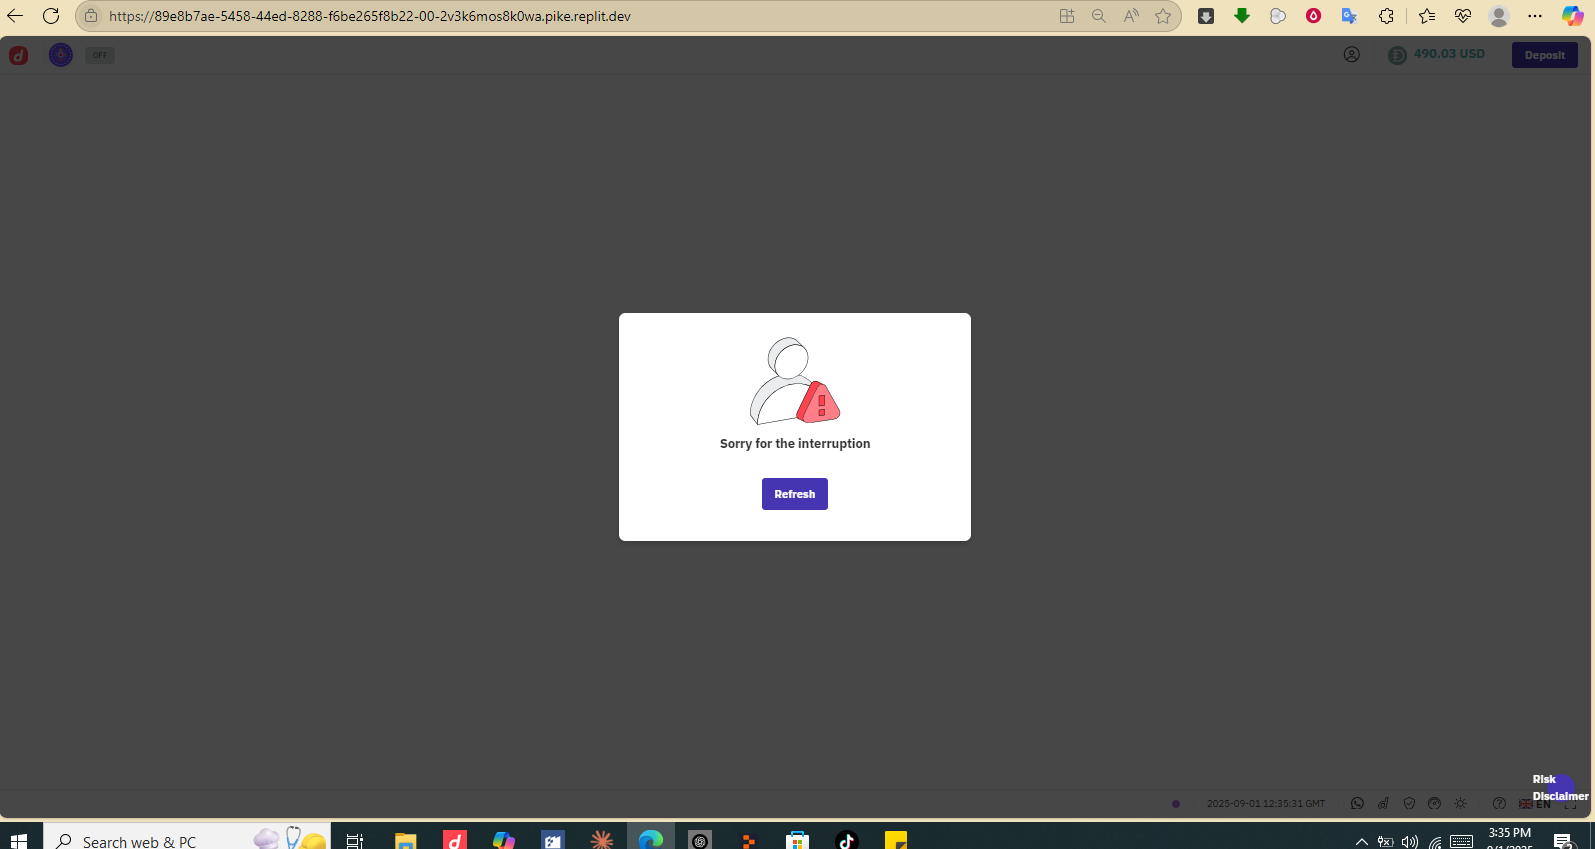 https://89e8b7ae-5458-44ed-8288-f6be265f8b22-00-2v3k6mos8k0wa.pike.replit.dev
OFF
490.03 USD
Deposit
Sorry for the interruption
Refresh
Risk
Disclaimer
2025-09-01 12:35:31 GMT
EN
Search web & PC
3:35 PM